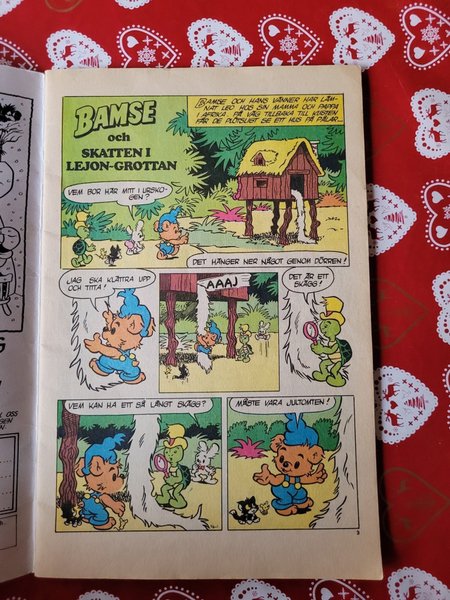 BAMSE
och
SKATTEN I
LEJON-GROTTAN
BAMSE OCH HANS VÄNNER HAR LÄM-
NAT LEO HOS SIN MAMMA OCH PAPPA
I AFRIKA. PÅ VÄG TILLBAKA TILL KUSTEN
FÅR DE PLÖTSLIGT SE ETT HUS PÅ PÅLAR...
VEM BOR HÄR MITT I URSKO-
GEN?
DET HÄNGER NER NÅGOT GENOM DÖRREN!
JAG SKA KLÄTTRA UPP
OCH TITTA!
AAAJ
DET ÄR ETT
SKÄGG!
VEM KAN HA ETT SÅ LÅNGT SKÄGG?
MÅSTE VARA JULTOMTEN!
3